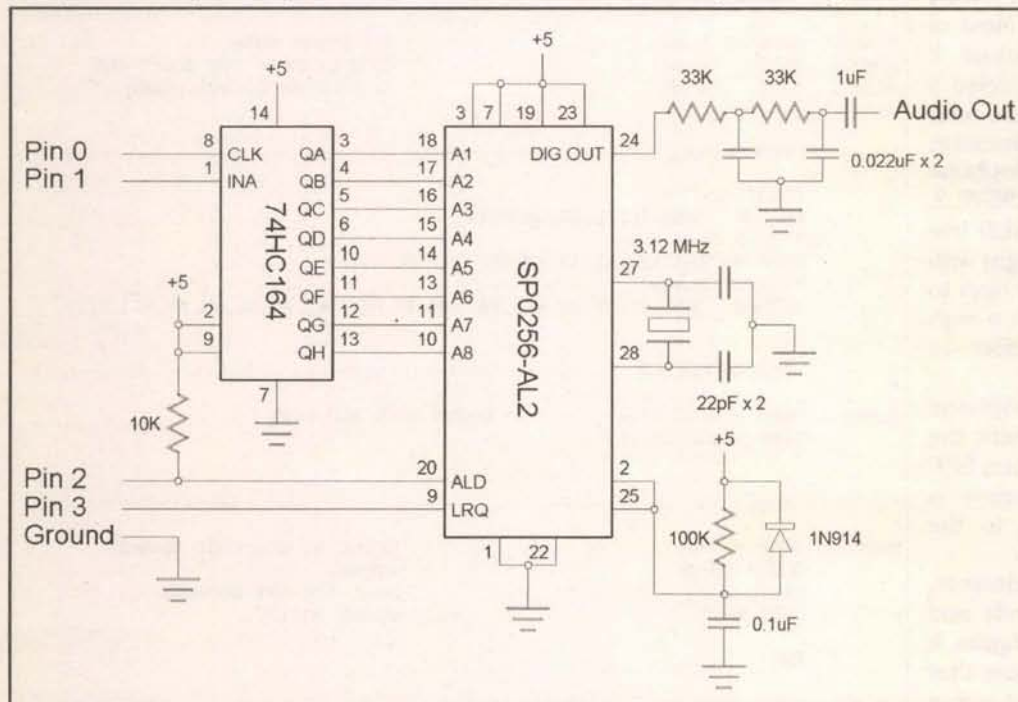 +5
33K 33K 1uF
+5
3 7 19 23
14
Audio Out
Pin 0 8 CLK QA 3 18 A1 DIG OUT 24
Pin 1 1 INA QB 4 17 A2 0.022uF x 2
QC 5 16 A3
QD 6 15 A4
3.12 MHz
QE 10 14 A5 27
+5 QF 11 13 A6
2 QG 12 11 A7
9 QH 13 10 A8 28
74HC164
SP0256-AL2
7
22pF x 2
10K
+5
Pin 2 20 ALD 2
Pin 3 9 LRQ 25
Ground
100K 1N914
1 22
0.1uF